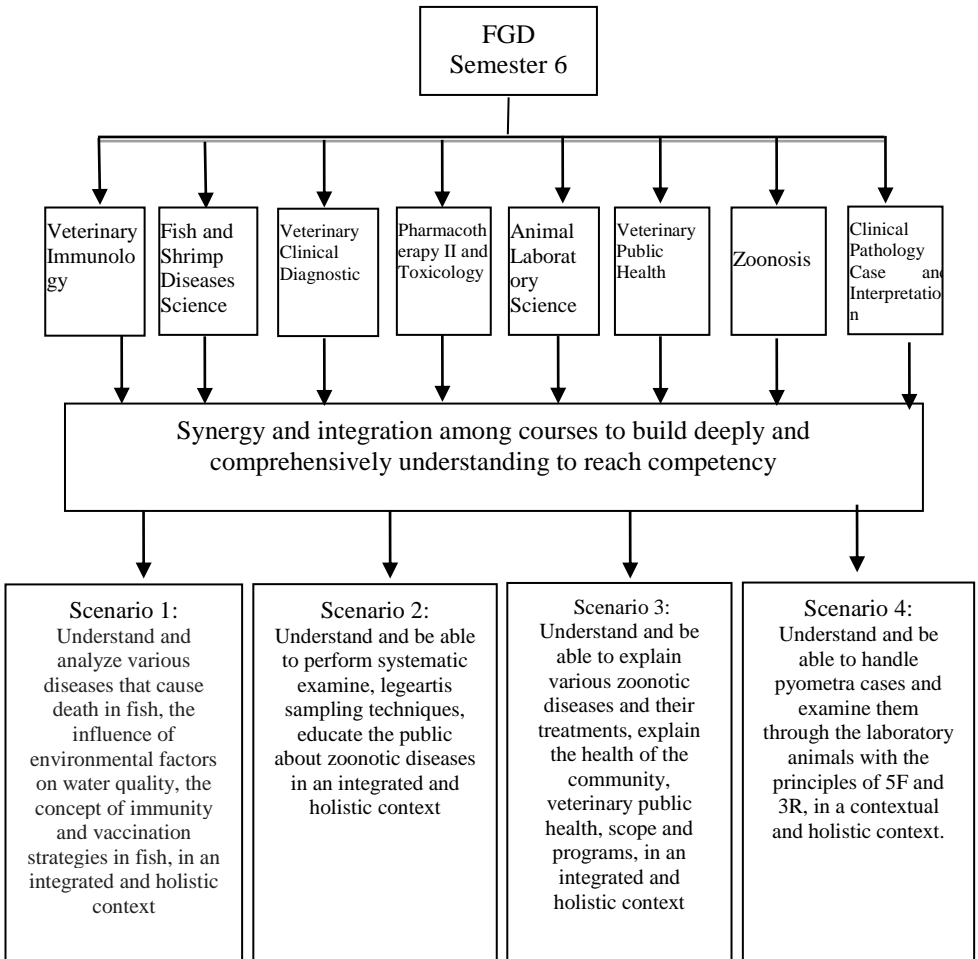 FGD
Semester 6
Veterinary
Immunolo
gy
Fish and
Shrimp
Diseases
Science
Veterinary
Clinical
Diagnostic
Pharmacoth
erapy II and
Toxicology
Animal
Laborat
ory
Science
Veterinary
Public
Health
Zoonosis
Clinical
Pathology
Case and
Interpretatio
n
Synergy and integration among courses to build deeply and
comprehensively understanding to reach competency
Scenario 1:
Understand and
analyze various
diseases that cause
death in fish, the
influence of
environmental factors
on water quality, the
concept of immunity
and vaccination
strategies in fish, in an
integrated and holistic
context
Scenario 2:
Understand and be able
to perform systematic
examine, legeartis
sampling techniques,
educate the public
about zoonotic diseases
in an integrated and
holistic context
Scenario 3:
Understand and be
able to explain
various zoonotic
diseases and their
treatments, explain
the health of the
community,
veterinary public
health, scope and
programs, in an
integrated and
holistic context
Scenario 4:
Understand and be
able to handle
pyometra cases and
examine them
through the laboratory
animals with the
principles of 5F and
3R, in a contextual
and holistic context.